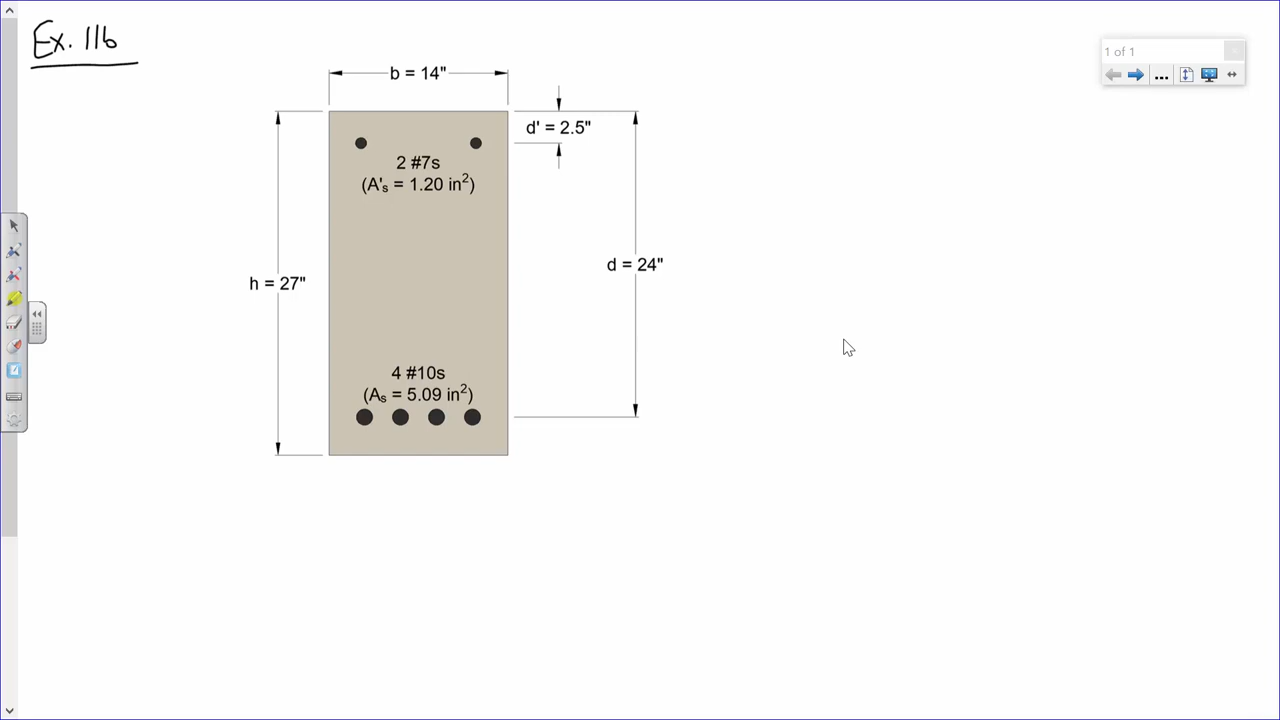 Ex. 11b
1 of 1
...
b = 14"
d' = 2.5"
2 #7s
(A's = 1.20 in²)
d = 24"
h = 27"
4 #10s
(As = 5.09 in²)